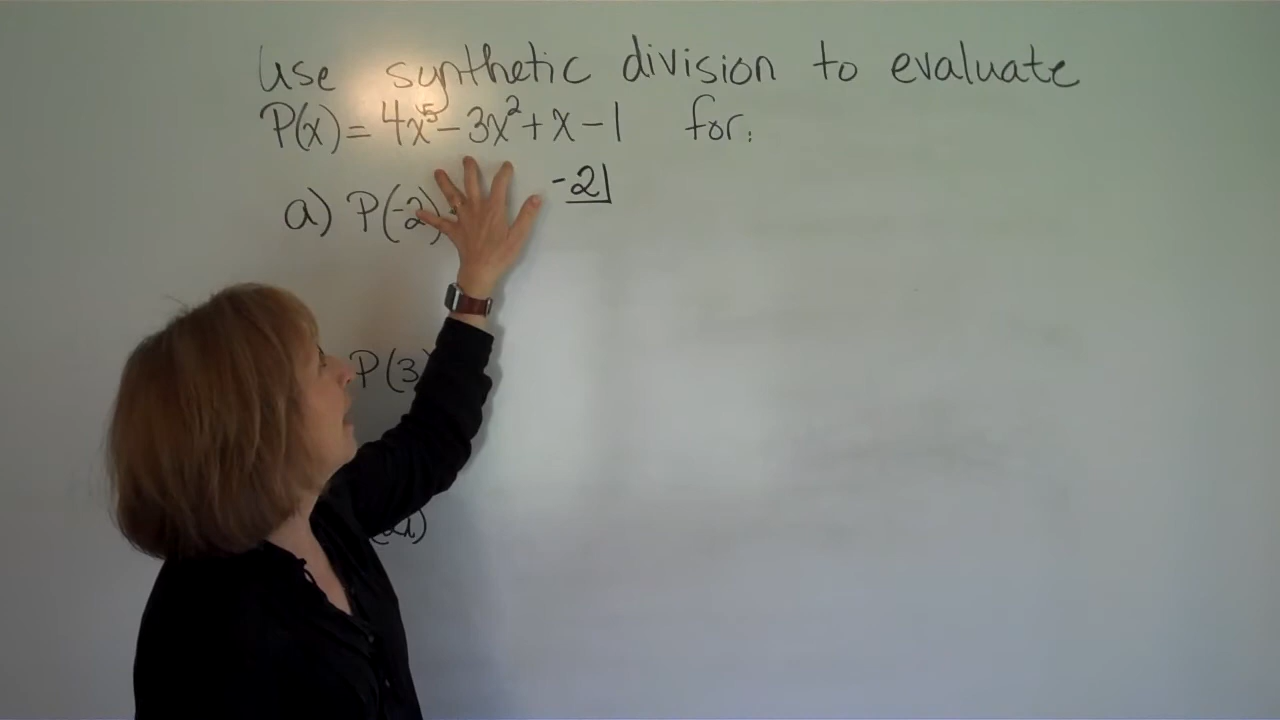 Use synthetic division to evaluate
P(x) = 4x⁵ - 3x² + x - 1 for:
a) P(-2) -2|
P(3)